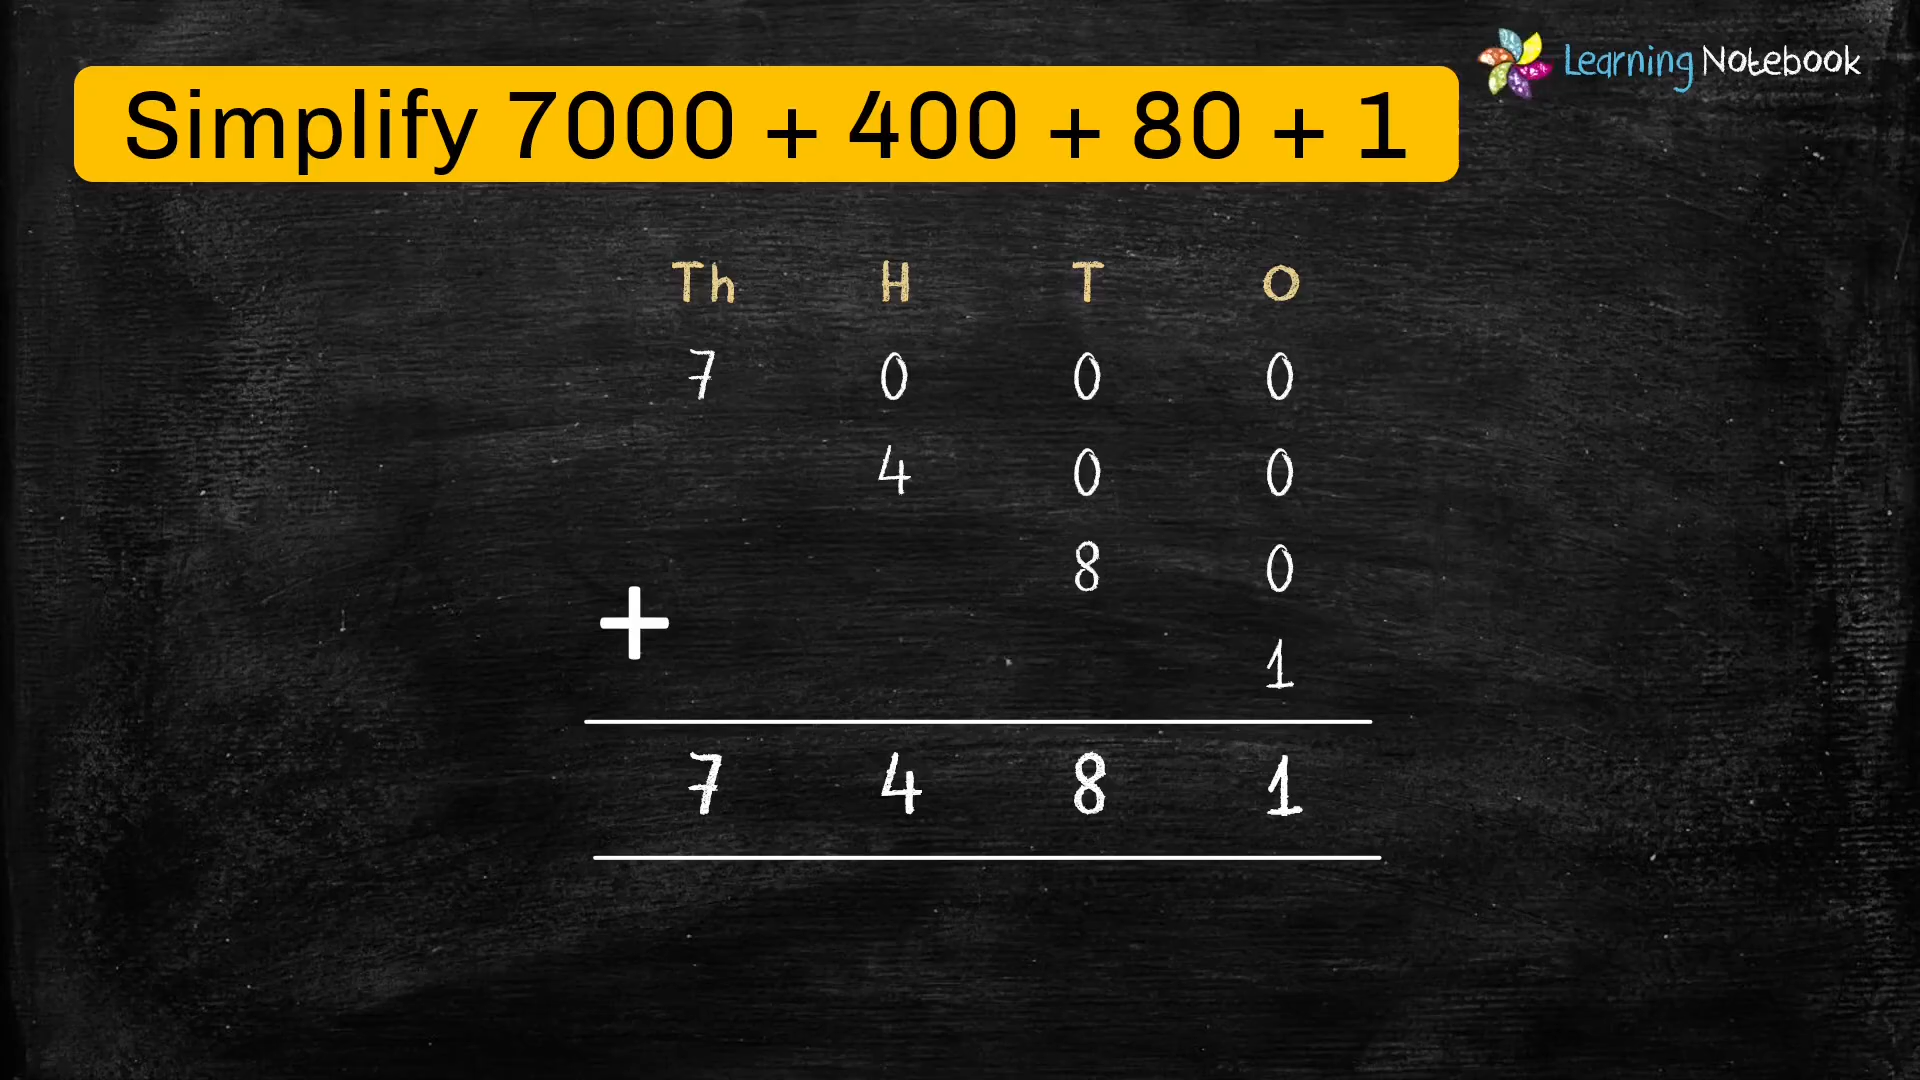 Learning Notebook
Simplify 7000 + 400 + 80 + 1
Th H T O
7 0 0 0
4 0 0
8 0
+
1
7 4 8 1